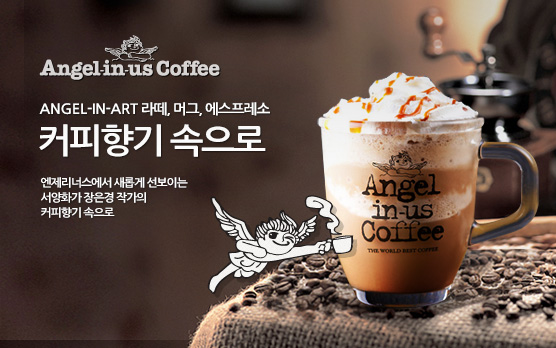 Angel-in-us Coffee
ANGEL-IN-ART 라떼, 머그, 에스프레소
커피향기 속으로
엔제리너스에서 새롭게 선보이는
서양화가 장은경 작가의
커피향기 속으로
Angel
in-us
Coffee
THE WORLD BEST COFFEE